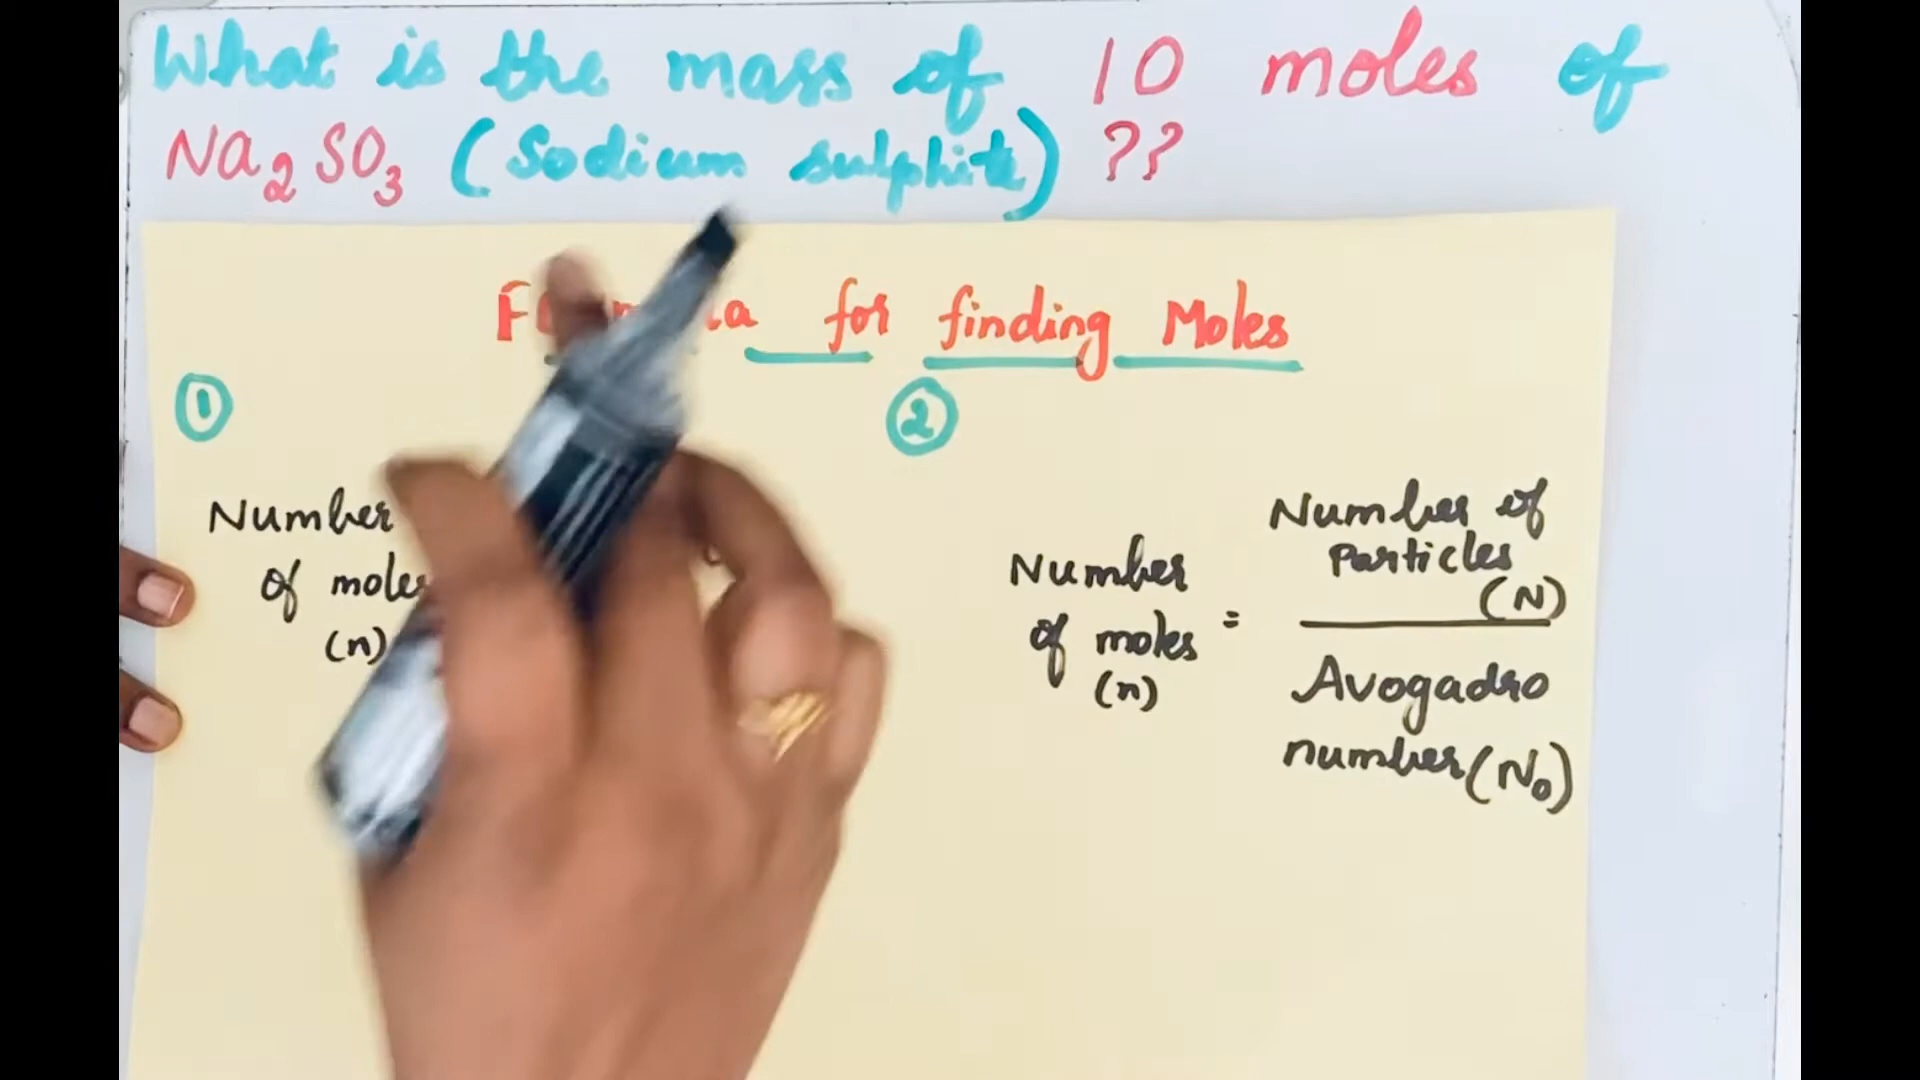 What is the mass of 10 moles of
Na₂SO₃ (Sodium sulphite) ??
for finding Moles
①
②
Number
of moles
(n)
Number
of moles
(n)
=
Number of
Particles
(N)
Avogadro
number (N₀)